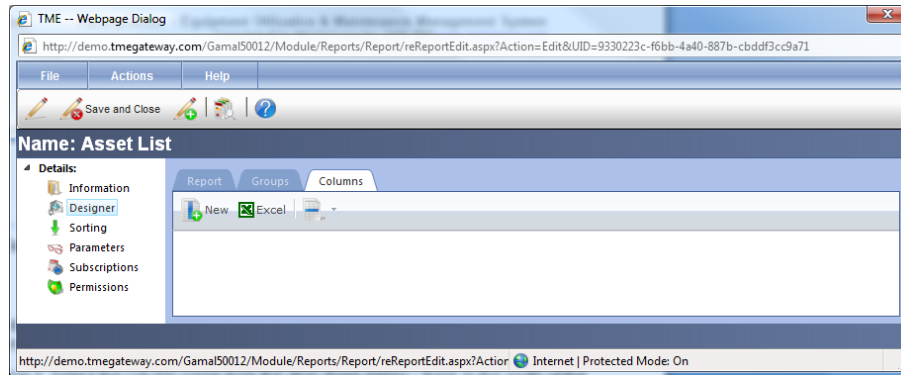 TME -- Webpage Dialog
http://demo.tmegateway.com/Gamal50012/Module/Reports/Report/reReportEdit.aspx?Action=Edit&UID=9330223c-f6bb-4a40-887b-cbddf3cc9a71
File Actions Help
Save and Close
Name: Asset List
Details:
Information
Designer
Sorting
Parameters
Subscriptions
Permissions
Report Groups Columns
New Excel
http://demo.tmegateway.com/Gamal50012/Module/Reports/Report/reReportEdit.aspx?Action Internet | Protected Mode: On